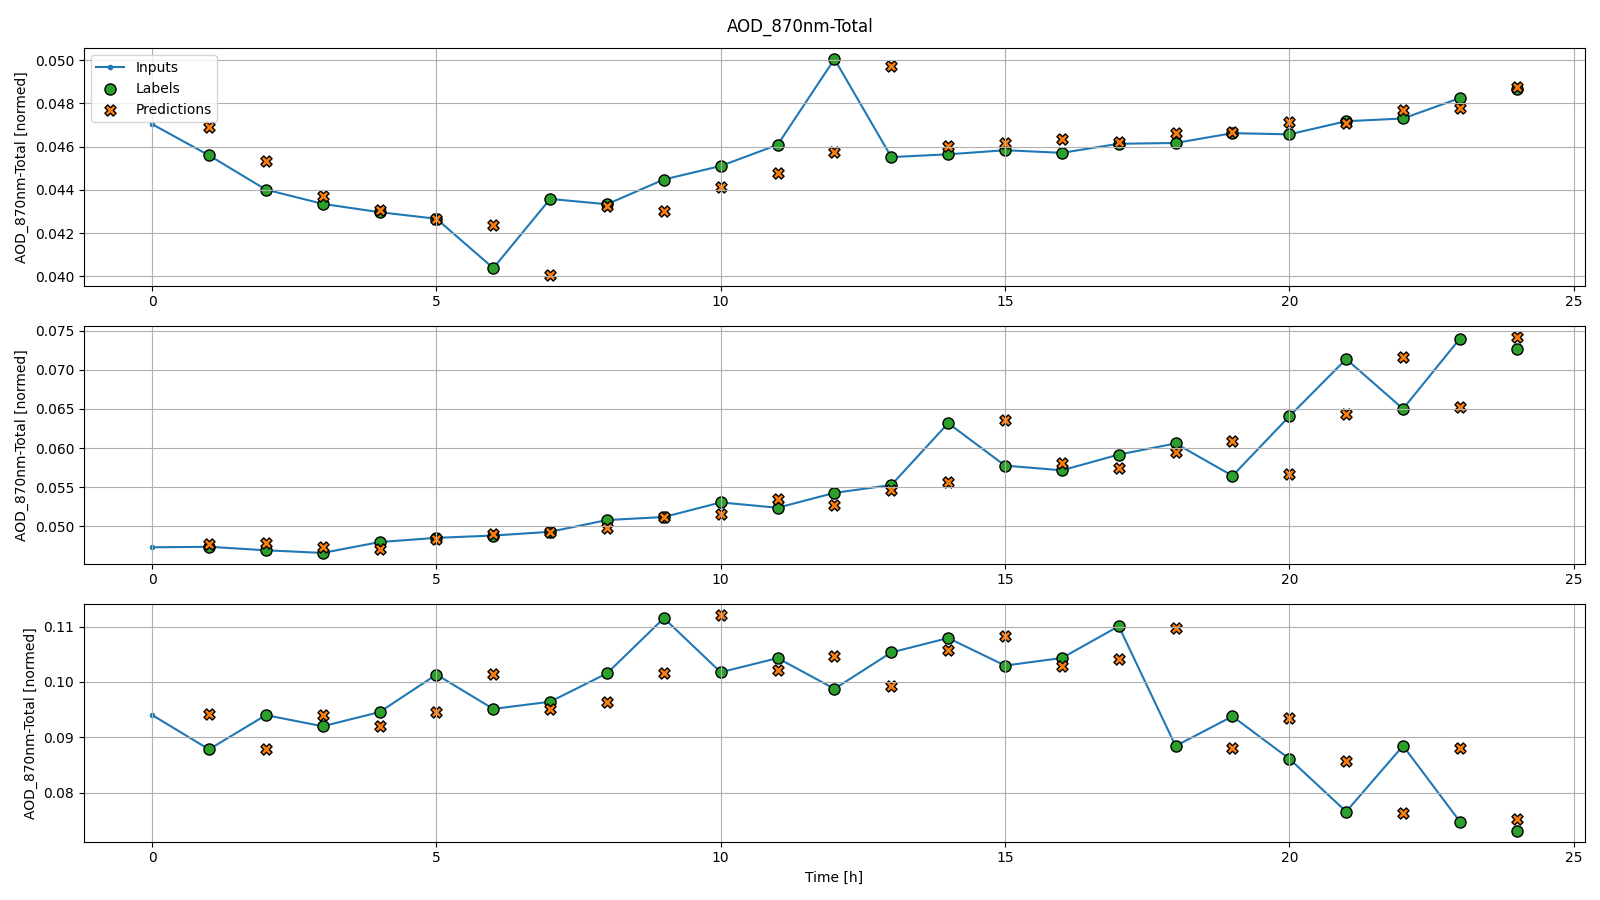 AOD_870nm-Total
AOD_870nm-Total [normed]
0.050
0.048
0.046
0.044
0.042
0.040
Inputs
Labels
Predictions
0 5 10 15 20 25
AOD_870nm-Total [normed]
0.075
0.070
0.065
0.060
0.055
0.050
0 5 10 15 20 25
AOD_870nm-Total [normed]
0.11
0.10
0.09
0.08
0 5 10 15 20 25
Time [h]